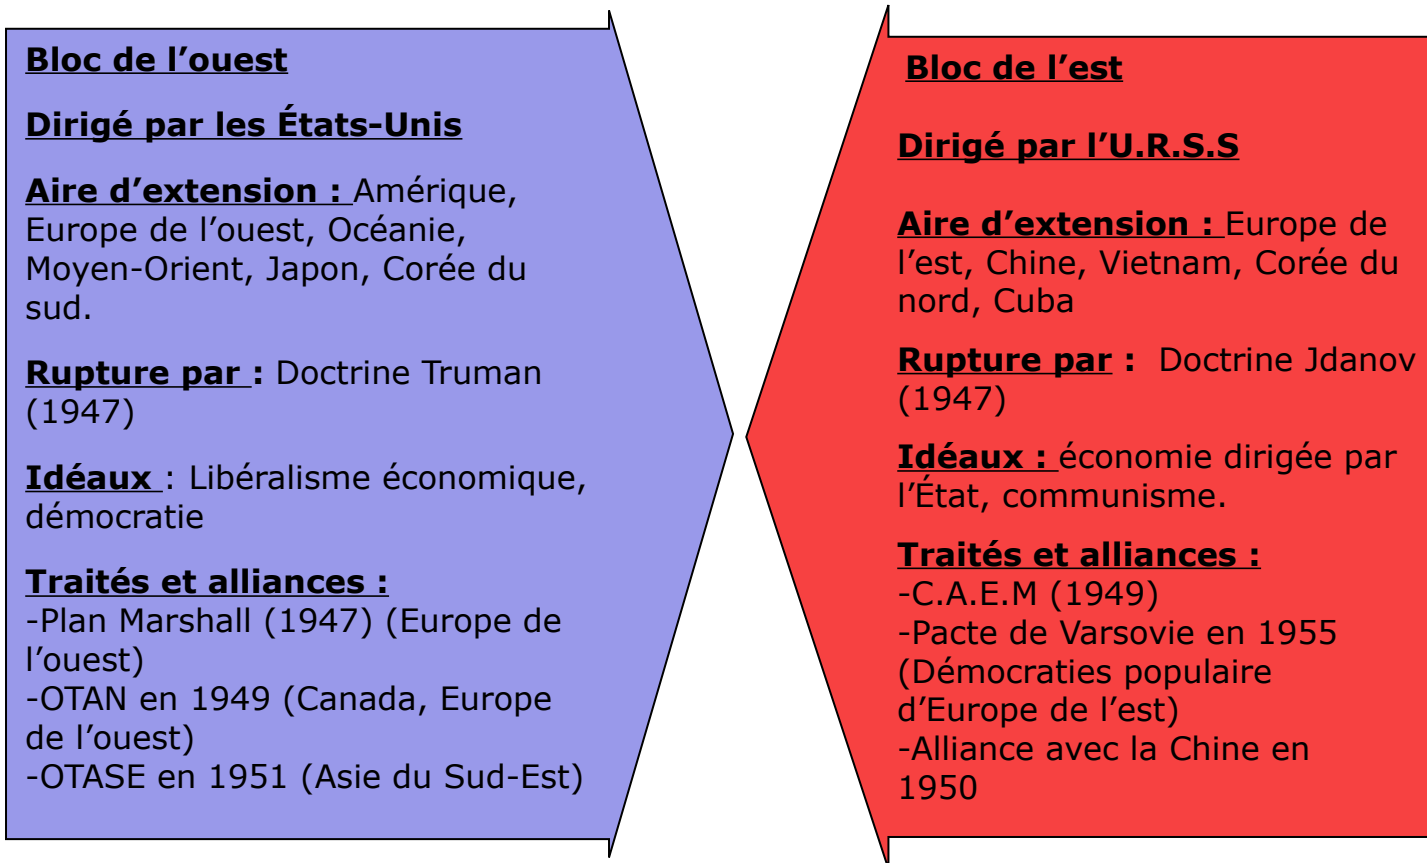 Bloc de l’ouest
Dirigé par les États-Unis
Aire d’extension : Amérique,
Europe de l’ouest, Océanie,
Moyen-Orient, Japon, Corée du
sud.
Rupture par : Doctrine Truman
(1947)
Idéaux : Libéralisme économique,
démocratie
Traités et alliances :
-Plan Marshall (1947) (Europe de
l’ouest)
-OTAN en 1949 (Canada, Europe
de l’ouest)
-OTASE en 1951 (Asie du Sud-Est)
Bloc de l’est
Dirigé par l’U.R.S.S
Aire d’extension : Europe de
l’est, Chine, Vietnam, Corée du
nord, Cuba
Rupture par : Doctrine Jdanov
(1947)
Idéaux : économie dirigée par
l’État, communisme.
Traités et alliances :
-C.A.E.M (1949)
-Pacte de Varsovie en 1955
(Démocraties populaire
d’Europe de l’est)
-Alliance avec la Chine en
1950